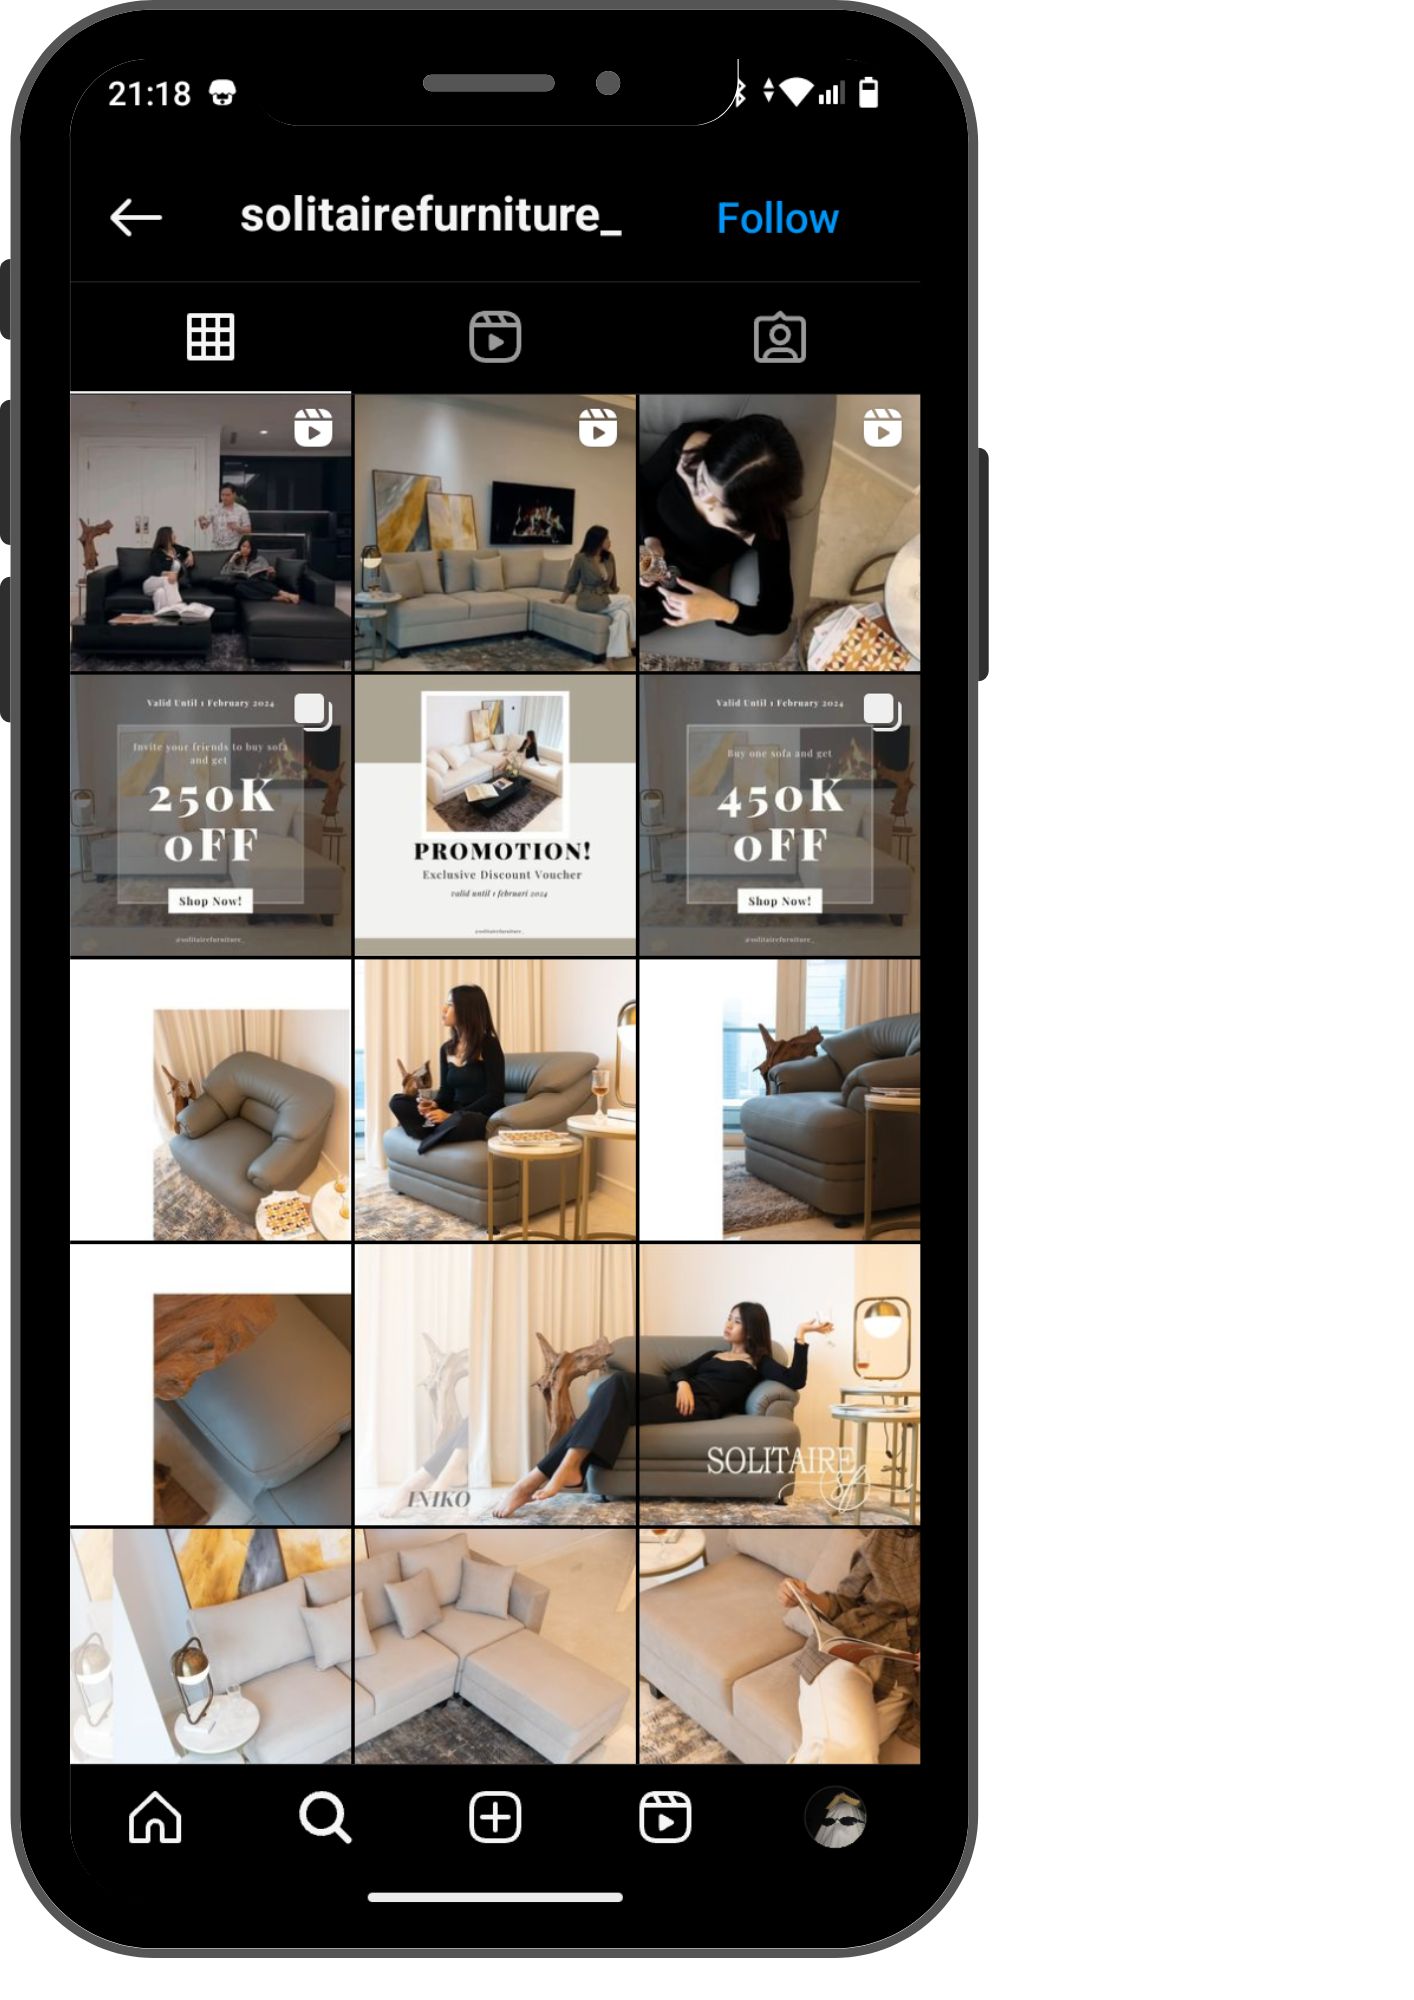 21:18
solitairefurniture_
Follow
Valid Until 1 February 2024
Invite your friends to buy sofa
and get
250K
OFF
Shop Now!
@solitairefurniture_
PROMOTION!
Exclusive Discount Voucher
valid until 1 februari 2024
@solitairefurniture_
Valid Until 1 February 2024
Buy one sofa and get
450K
OFF
Shop Now!
@solitairefurniture_
INIKO
SOLITAIRE
sf